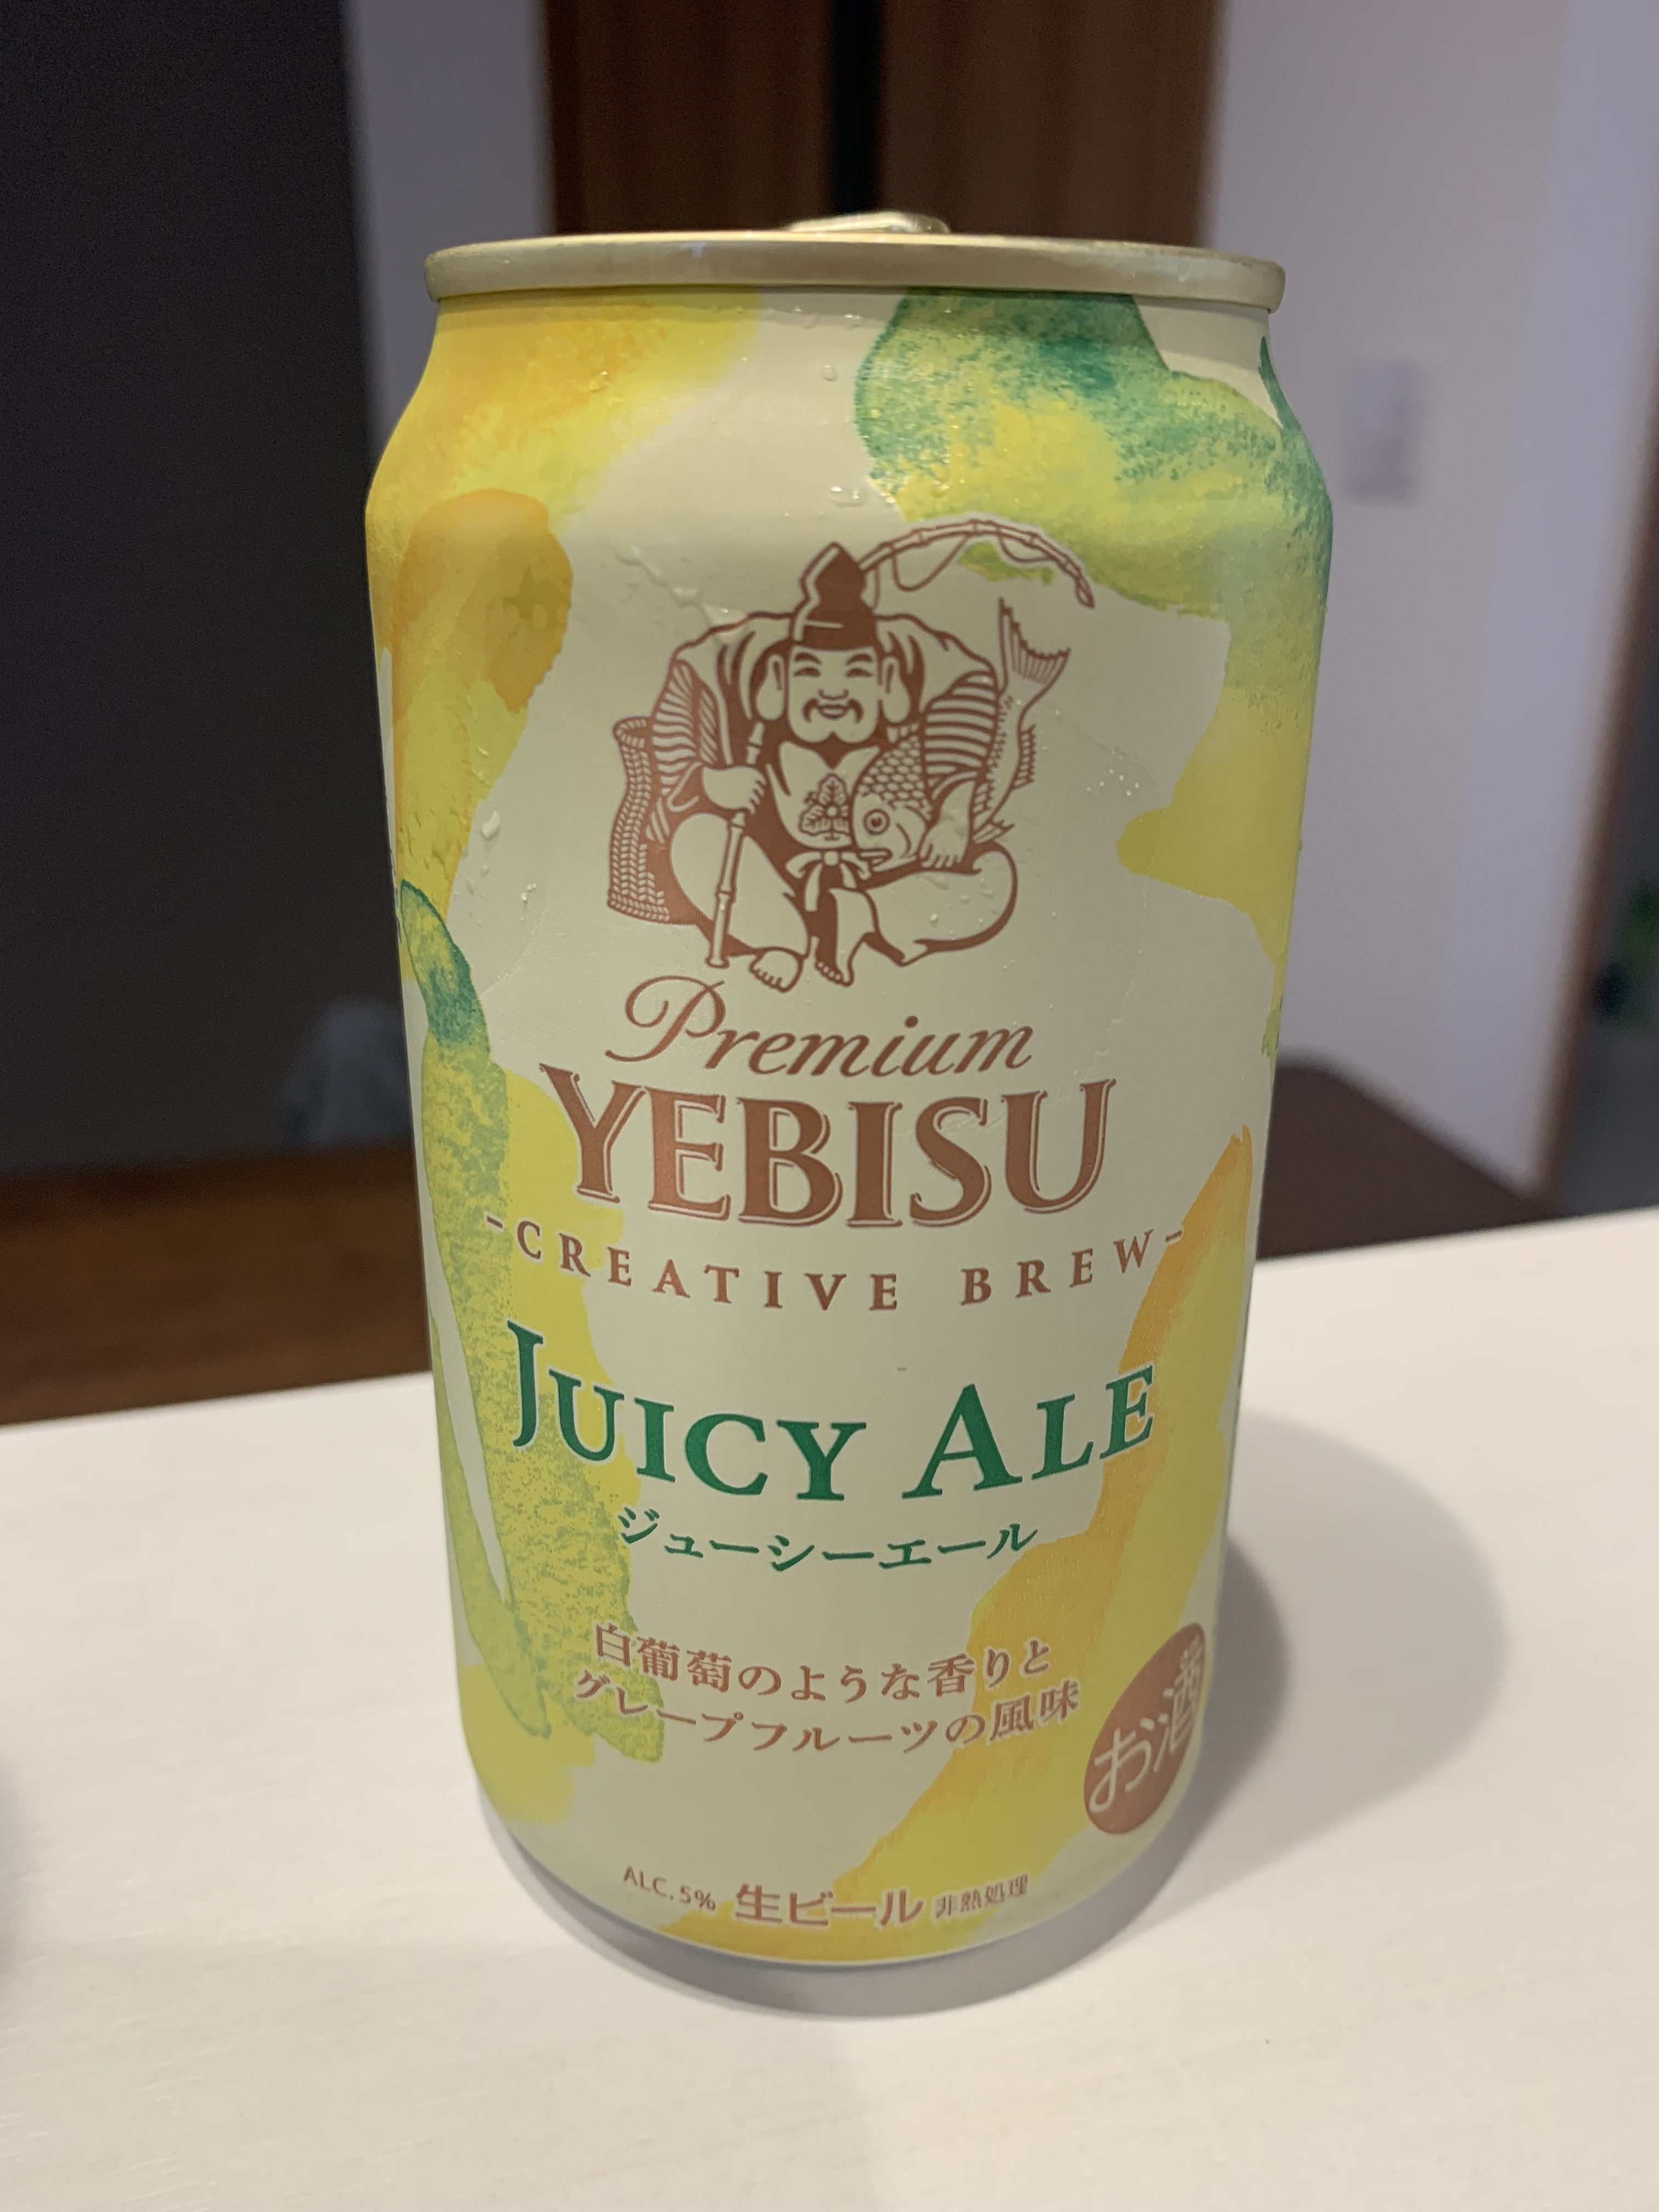 Premium
YEBISU
-CREATIVE BREW-
JUICY ALE
ジューシーエール
白葡萄のような香りと
グレープフルーツの風味
お酒
ALC.5% 生ビール 非熱処理